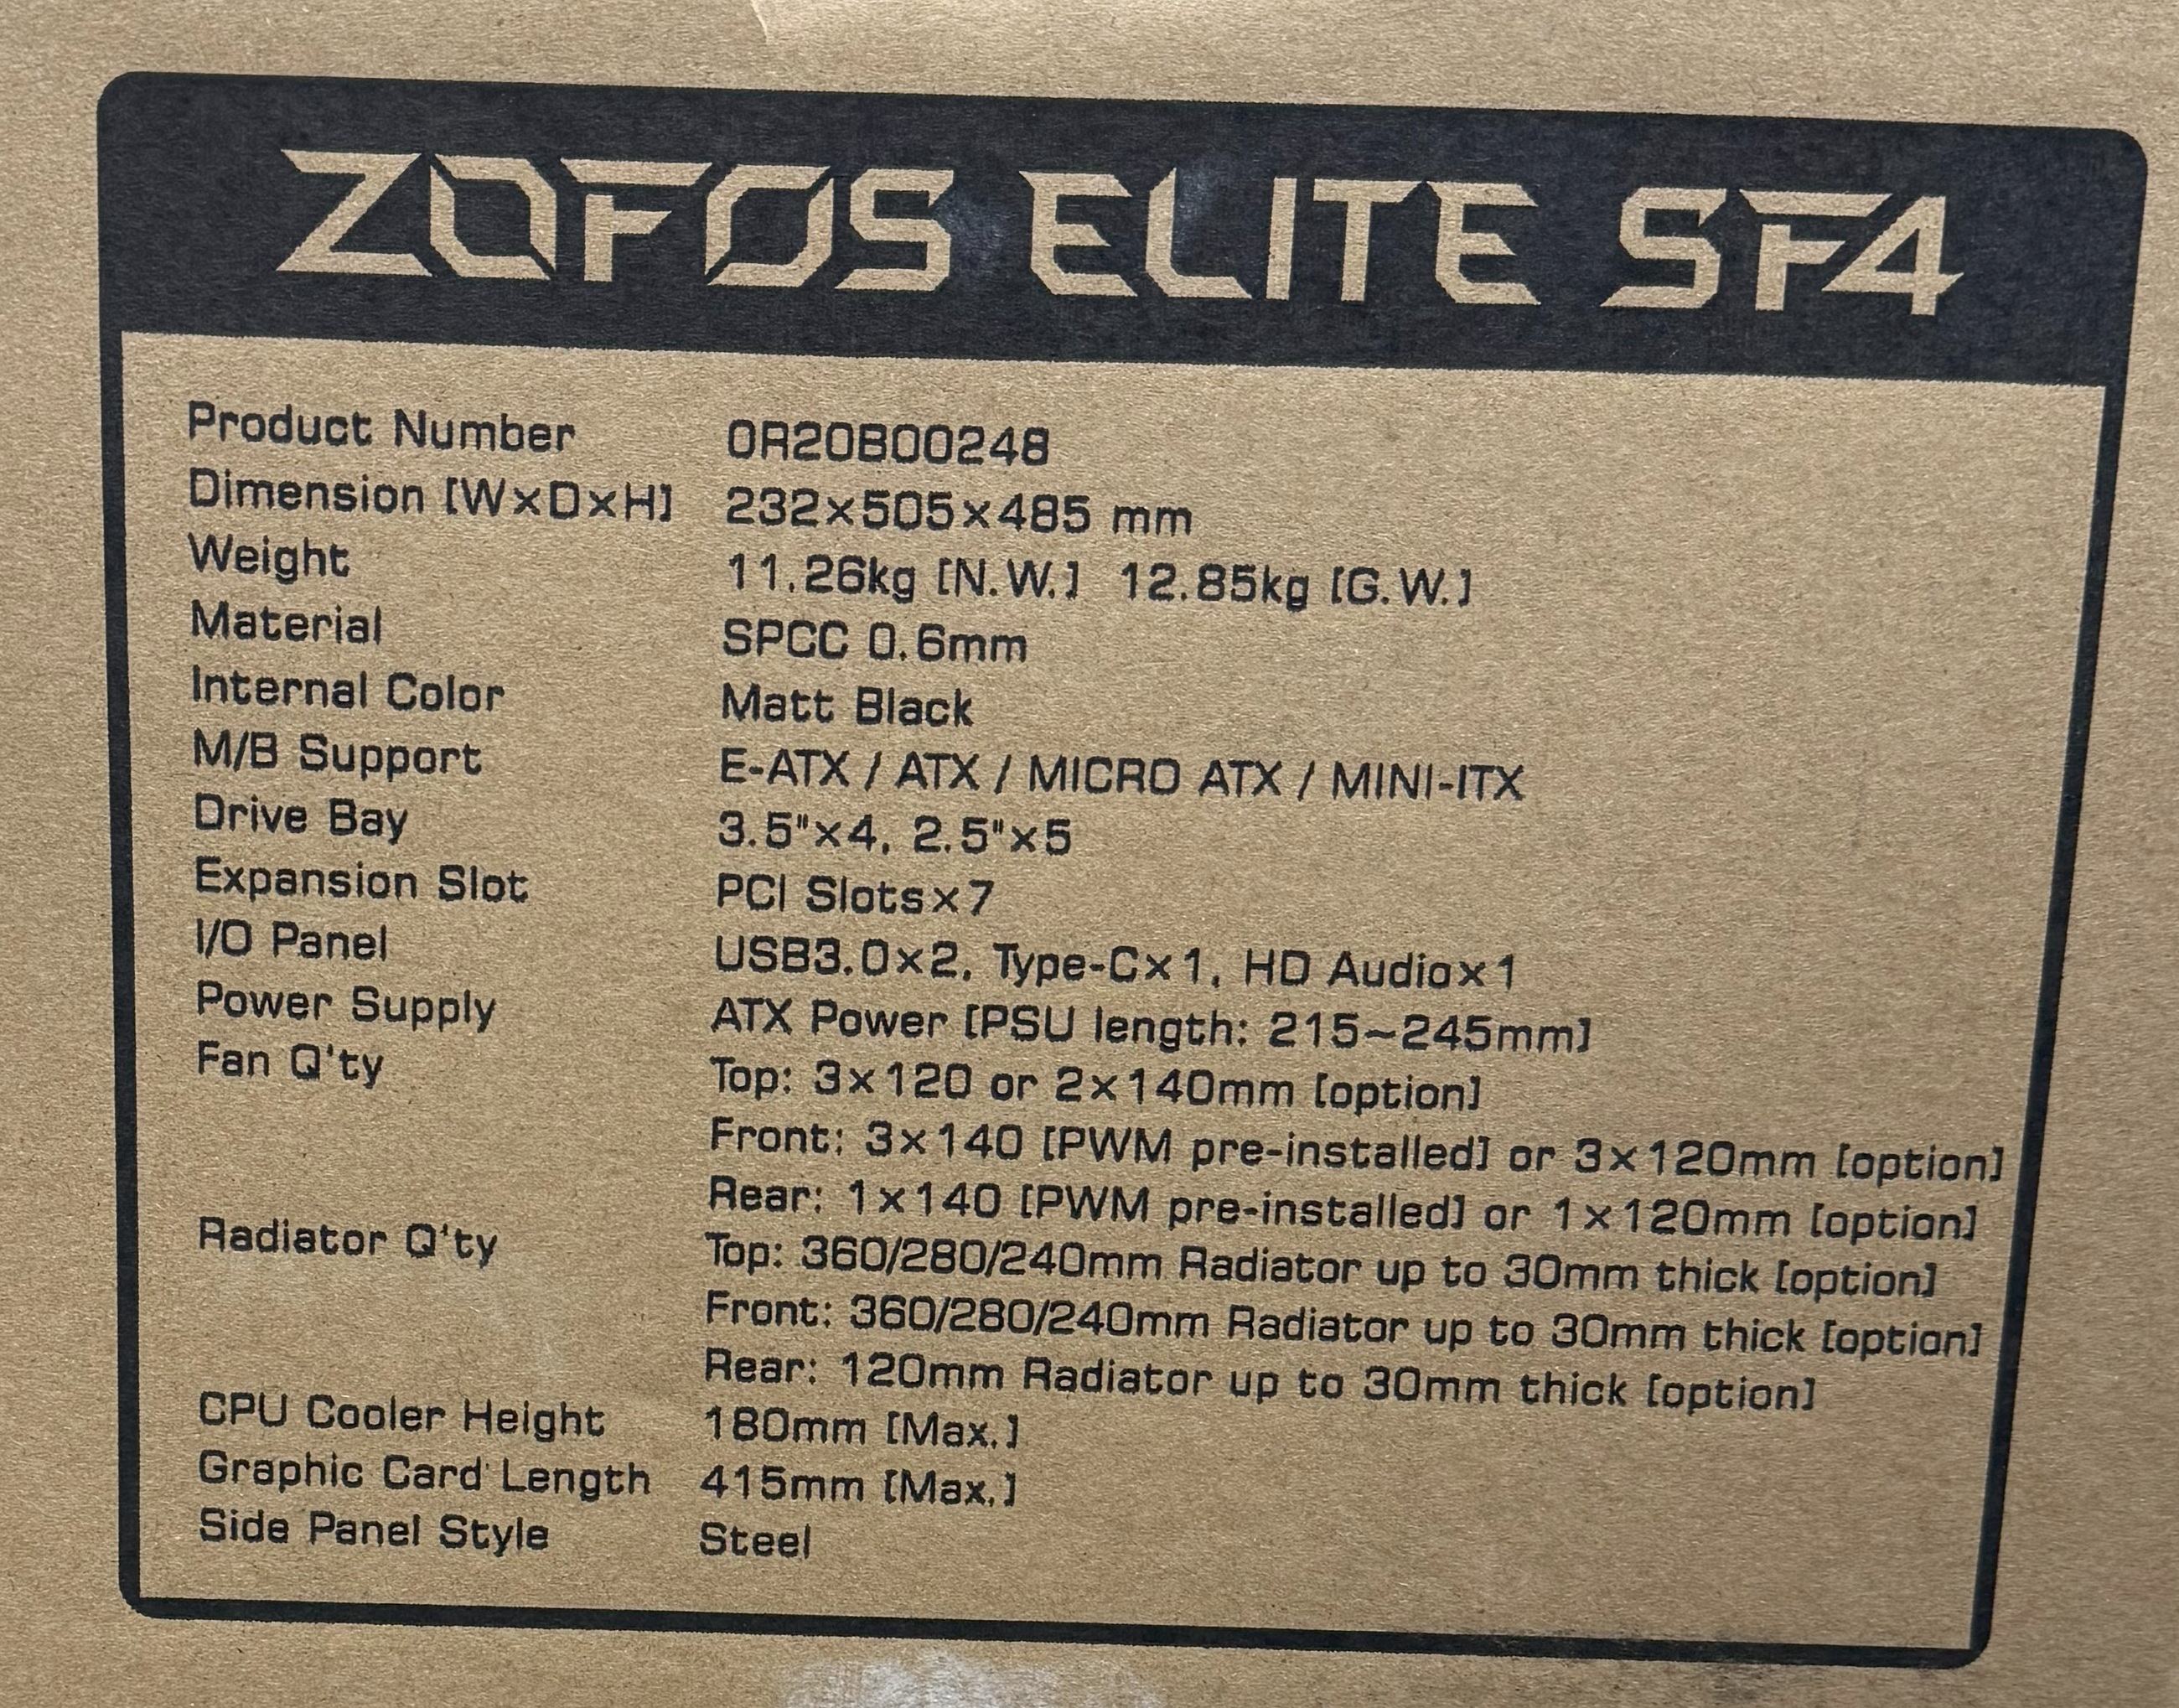 ZOFOS ELITE SF4
Product Number 0R20B00248
Dimension [W×D×H] 232×505×485 mm
Weight 11.26kg [N.W.] 12.85kg [G.W.]
Material SPCC 0.6mm
Internal Color Matt Black
M/B Support E-ATX / ATX / MICRO ATX / MINI-ITX
Drive Bay 3.5"×4, 2.5"×5
Expansion Slot PCI Slots×7
I/O Panel USB3.0×2, Type-C×1, HD Audio×1
Power Supply ATX Power [PSU length: 215~245mm]
Fan Q'ty Top: 3×120 or 2×140mm [option]
Front: 3×140 [PWM pre-installed] or 3×120mm [option]
Rear: 1×140 [PWM pre-installed] or 1×120mm [option]
Radiator Q'ty Top: 360/280/240mm Radiator up to 30mm thick [option]
Front: 360/280/240mm Radiator up to 30mm thick [option]
Rear: 120mm Radiator up to 30mm thick [option]
CPU Cooler Height 180mm [Max.]
Graphic Card Length 415mm [Max.]
Side Panel Style Steel